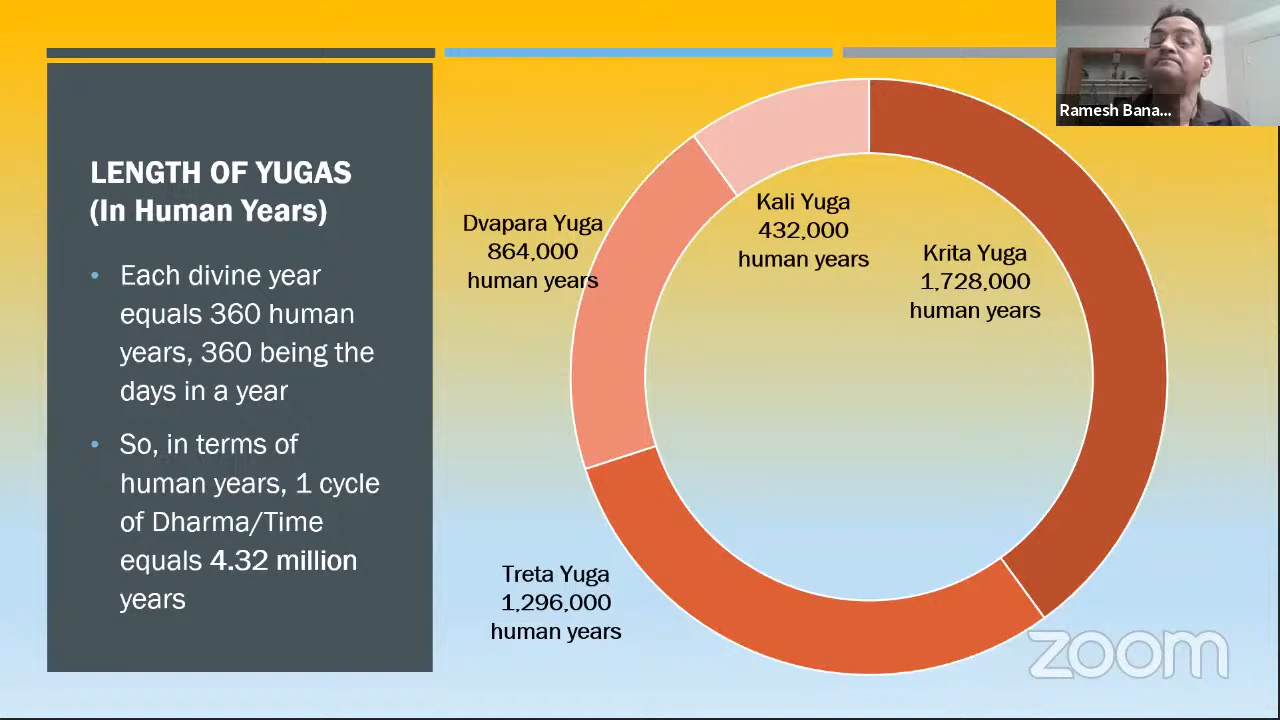 LENGTH OF YUGAS
(In Human Years)
• Each divine year
equals 360 human
years, 360 being the
days in a year
• So, in terms of
human years, 1 cycle
of Dharma/Time
equals 4.32 million
years
Dvapara Yuga
864,000
human years
Kali Yuga
432,000
human years
Krita Yuga
1,728,000
human years
Treta Yuga
1,296,000
human years
Ramesh Bana...
zoom